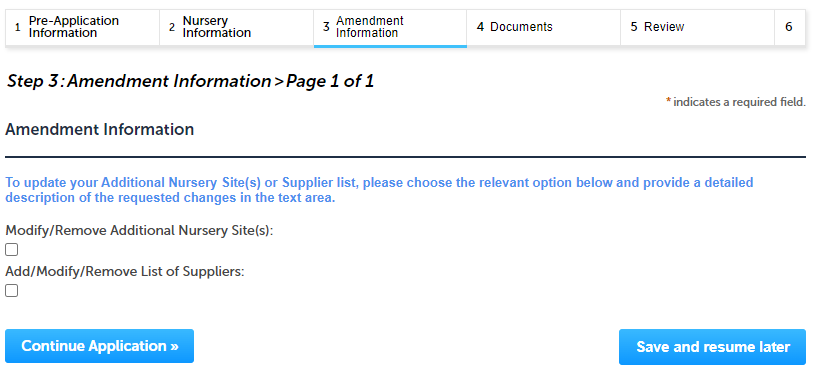 1 Pre-Application Information
2 Nursery Information
3 Amendment Information
4 Documents
5 Review
6
Step 3:Amendment Information>Page 1 of 1
* indicates a required field.
Amendment Information
To update your Additional Nursery Site(s) or Supplier list, please choose the relevant option below and provide a detailed
description of the requested changes in the text area.
Modify/Remove Additional Nursery Site(s):
Add/Modify/Remove List of Suppliers:
Continue Application »
Save and resume later